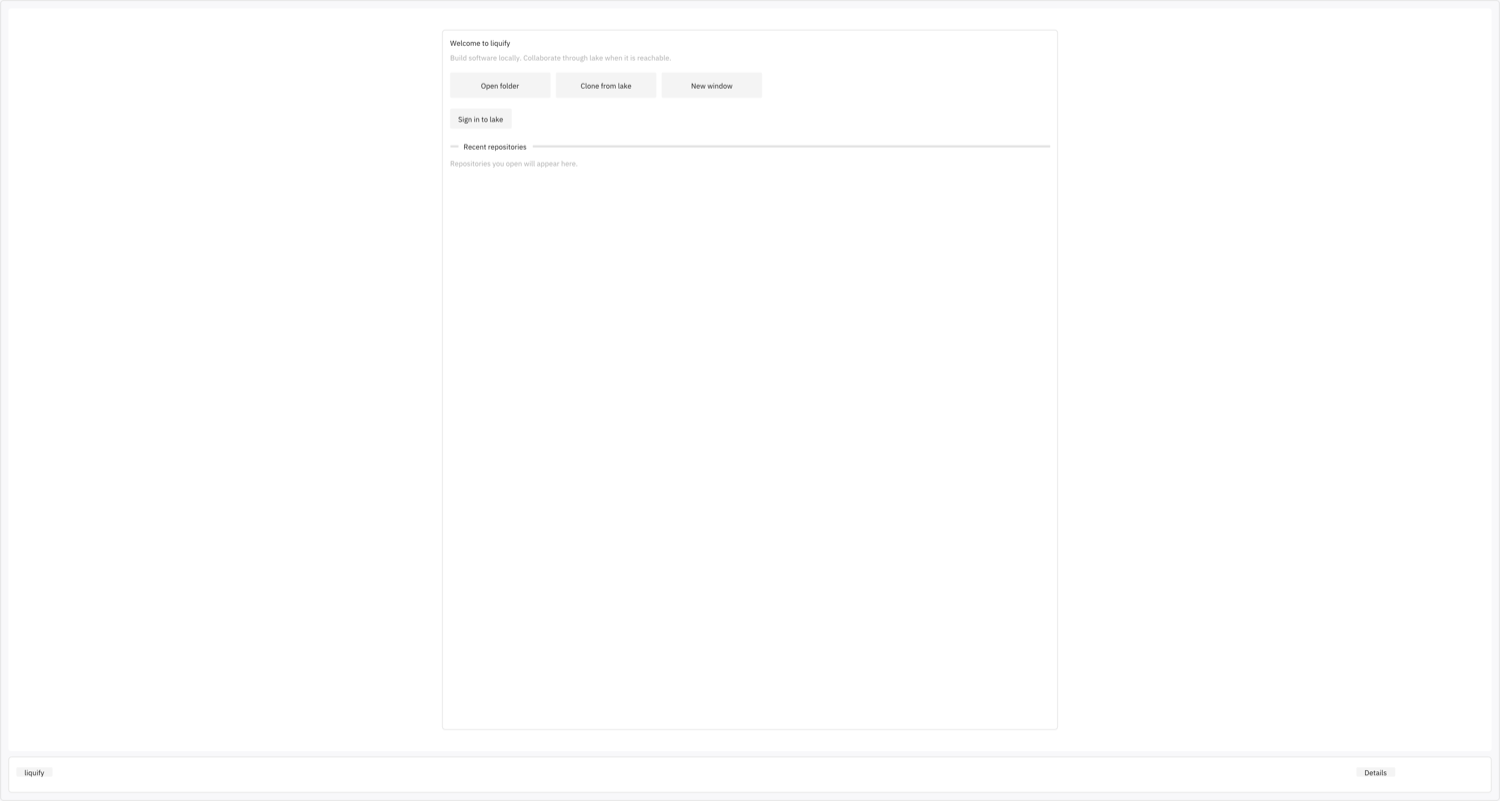 Welcome to liquify
Build software locally. Collaborate through lake when it is reachable.
Open folder Clone from lake New window
Sign in to lake
Recent repositories
Repositories you open will appear here.
liquify Details